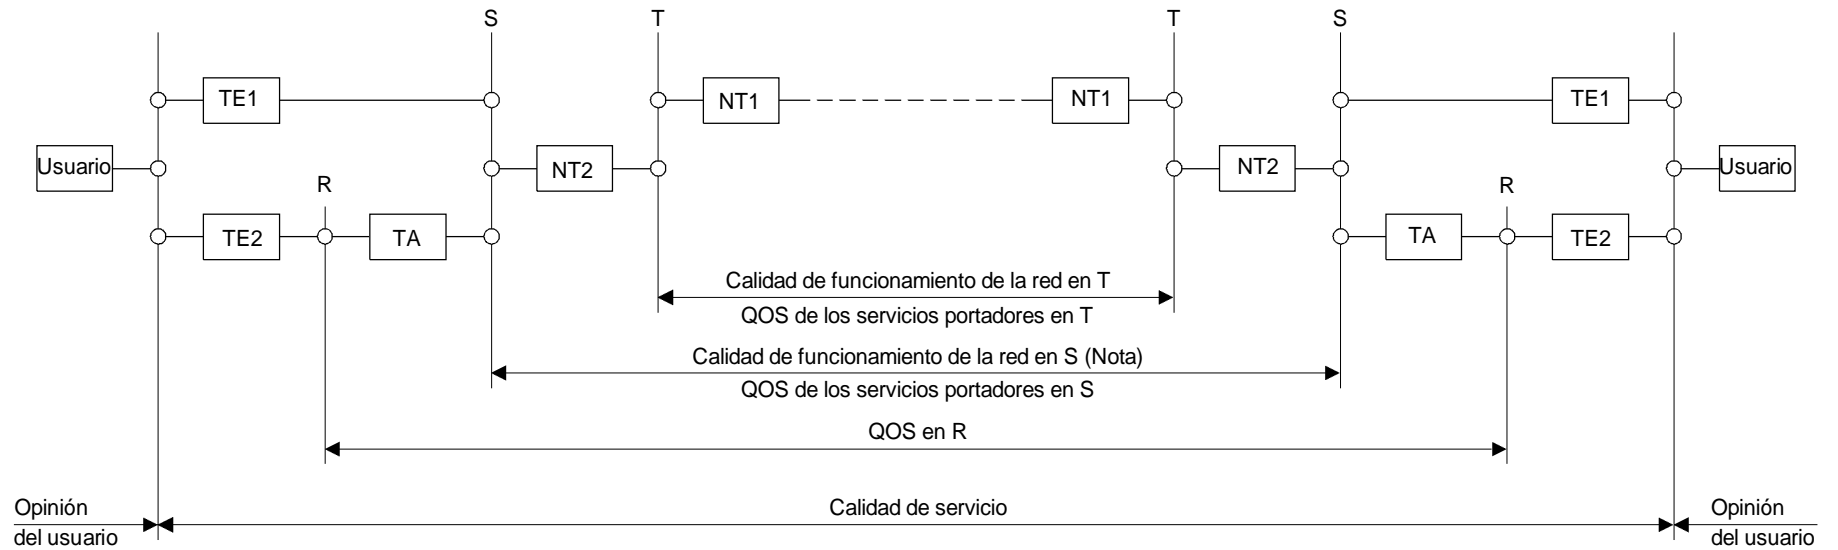 S
T
T
S
TE1
NT1
NT1
TE1
Usuario
NT2
NT2
Usuario
R
R
TE2
TA
TA
TE2
Calidad de funcionamiento de la red en T
QOS de los servicios portadores en T
Calidad de funcionamiento de la red en S (Nota)
QOS de los servicios portadores en S
QOS en R
Opinión
del usuario
Calidad de servicio
Opinión
del usuario